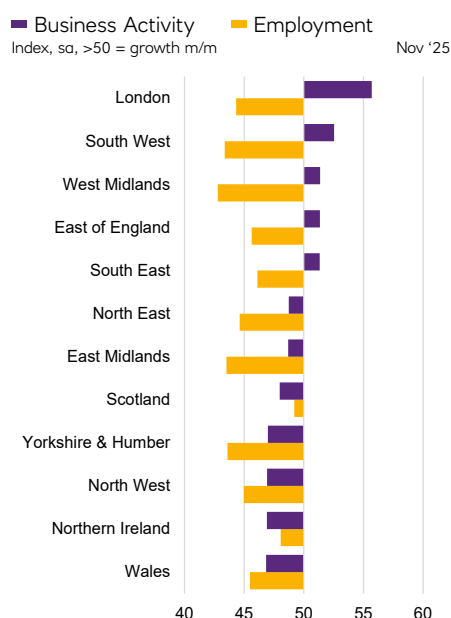 Business Activity Employment
Index, sa, >50 = growth m/m Nov ‘25
London
South West
West Midlands
East of England
South East
North East
East Midlands
Scotland
Yorkshire & Humber
North West
Northern Ireland
Wales
40 45 50 55 60